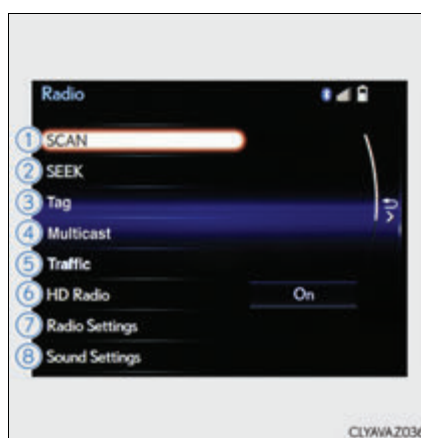 Radio
1 SCAN
2 SEEK
3 Tag
4 Multicast
5 Traffic
6 HD Radio On
7 Radio Settings
8 Sound Settings
CLYAVAZ036